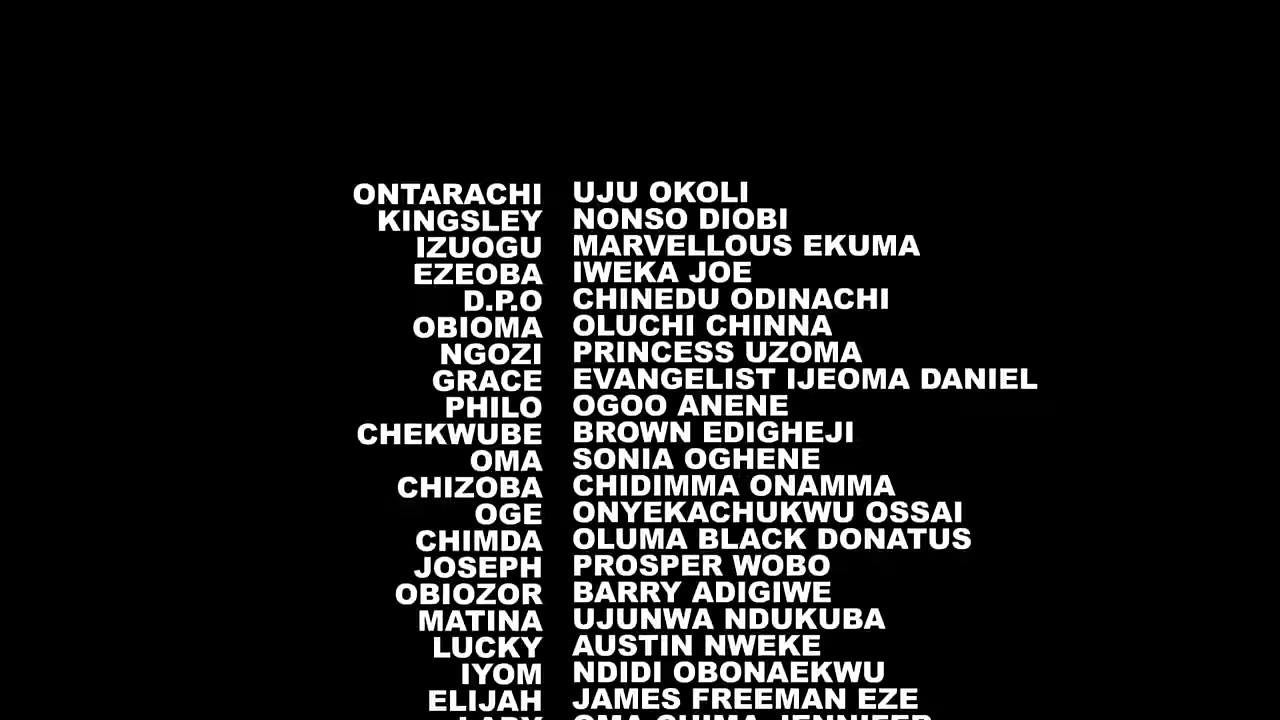 ONTARACHI UJU OKOLI
KINGSLEY NONSO DIOBI
IZUOGU MARVELLOUS EKUMA
EZEOBA IWEKA JOE
D.P.O CHINEDU ODINACHI
OBIOMA OLUCHI CHINNA
NGOZI PRINCESS UZOMA
GRACE EVANGELIST IJEOMA DANIEL
PHILO OGOO ANENE
CHEKWUBE BROWN EDIGHEJI
OMA SONIA OGHENE
CHIZOBA CHIDIMMA ONAMMA
OGE ONYEKACHUKWU OSSAI
CHIMDA OLUMA BLACK DONATUS
JOSEPH PROSPER WOBO
OBIOZOR BARRY ADIGIWE
MATINA UJUNWA NDUKUBA
LUCKY AUSTIN NWEKE
IYOM NDIDI OBONAEKWU
ELIJAH JAMES FREEMAN EZE